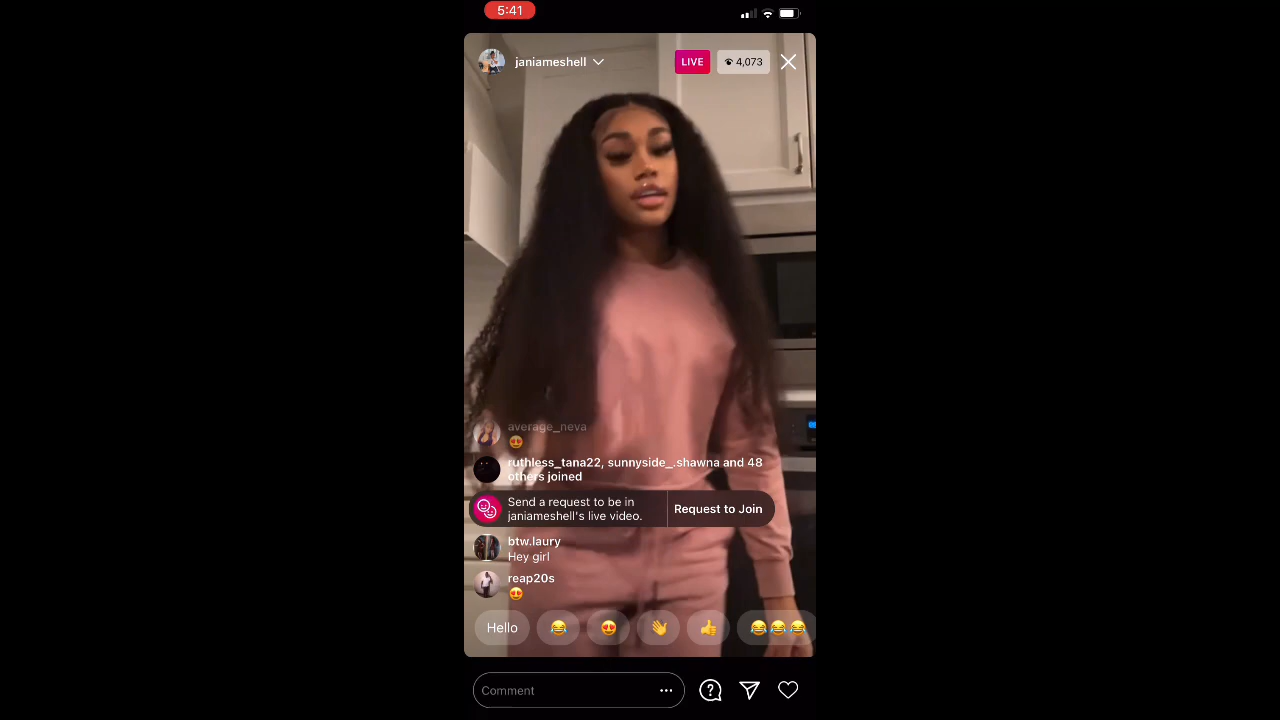 5:41
janiameshell
LIVE
4,073
average_neva
ruthless_tana22, sunnyside_.shawna and 48
others joined
Send a request to be in
janiameshell's live video.
Request to Join
btw.laury
Hey girl
reap20s
Hello
Comment